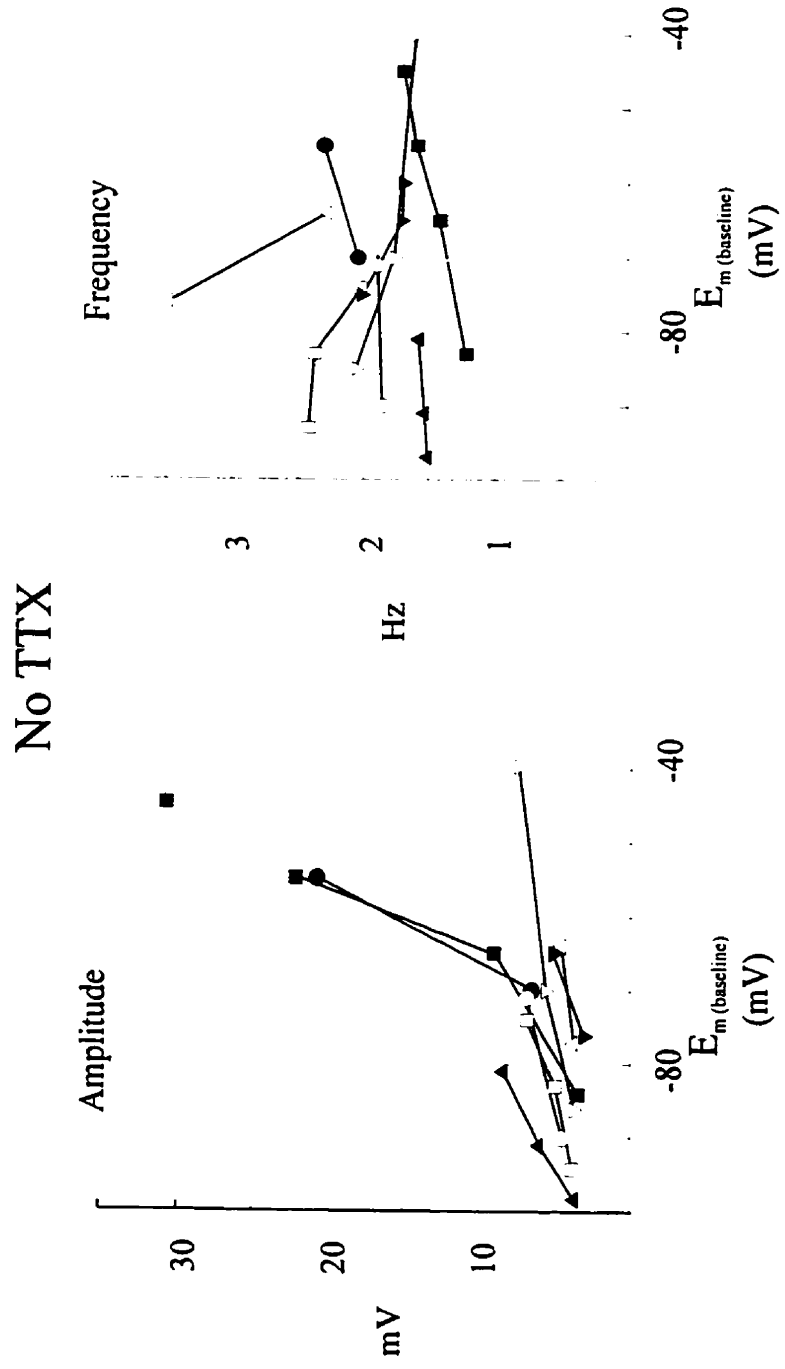 No TTX
Amplitude
mV
30
20
10
-80
-40
E m (baseline)
(mV)
Frequency
Hz
3
2
1
-80
-40
E m (baseline)
(mV)